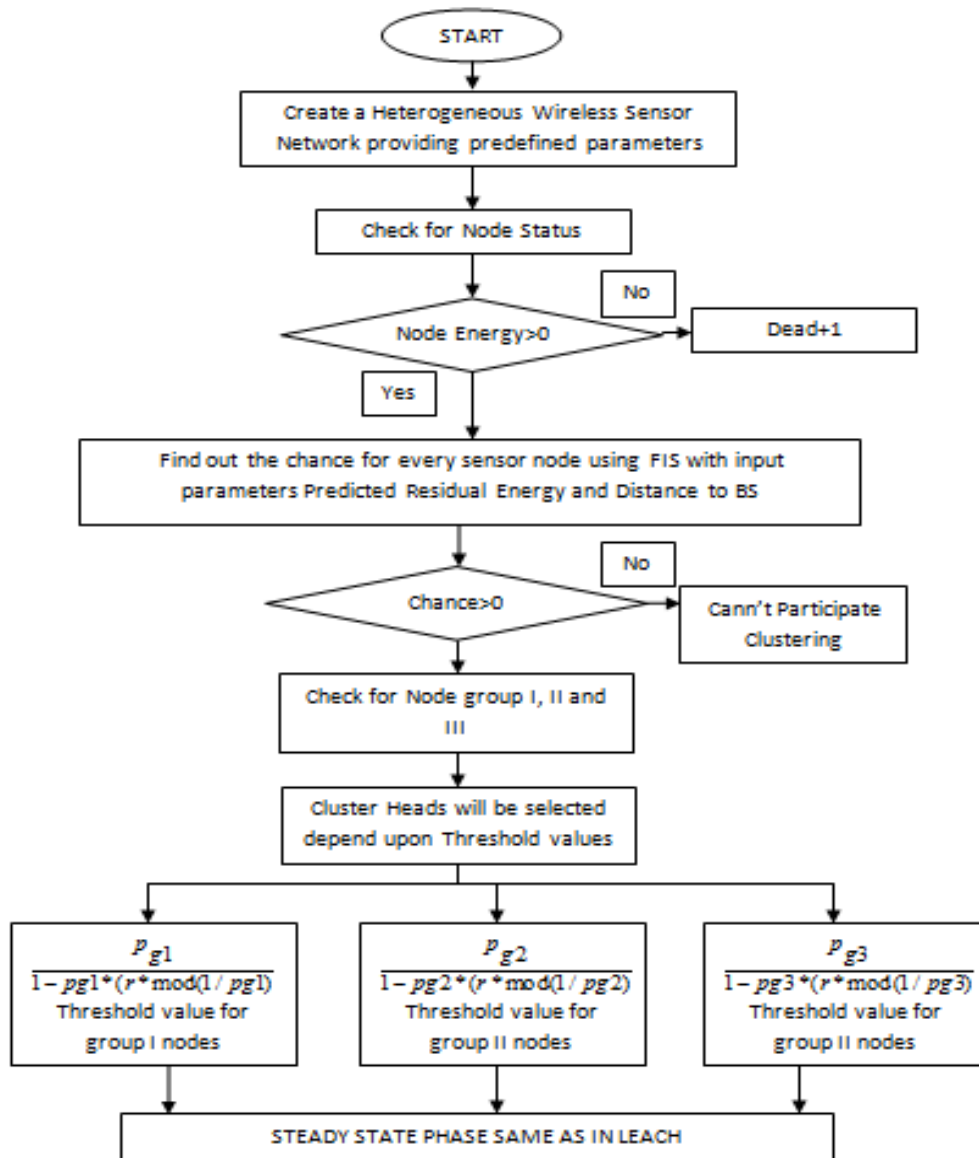 START
Create a Heterogeneous Wireless Sensor
Network providing predefined parameters
Check for Node Status
No
Node Energy>0
Dead+1
Yes
Find out the chance for every sensor node using FIS with input
parameters Predicted Residual Energy and Distance to BS
No
Chance>0
Cann't Participate
Clustering
Check for Node group I, II and
III
Cluster Heads will be selected
depend upon Threshold values
P g1
1 − pg1*(r*mod(1/pg1)
Threshold value for
group I nodes
P g2
1 − pg2*(r*mod(1/pg2)
Threshold value for
group II nodes
P g3
1 − pg3*(r*mod(1/pg3)
Threshold value for
group II nodes
STEADY STATE PHASE SAME AS IN LEACH